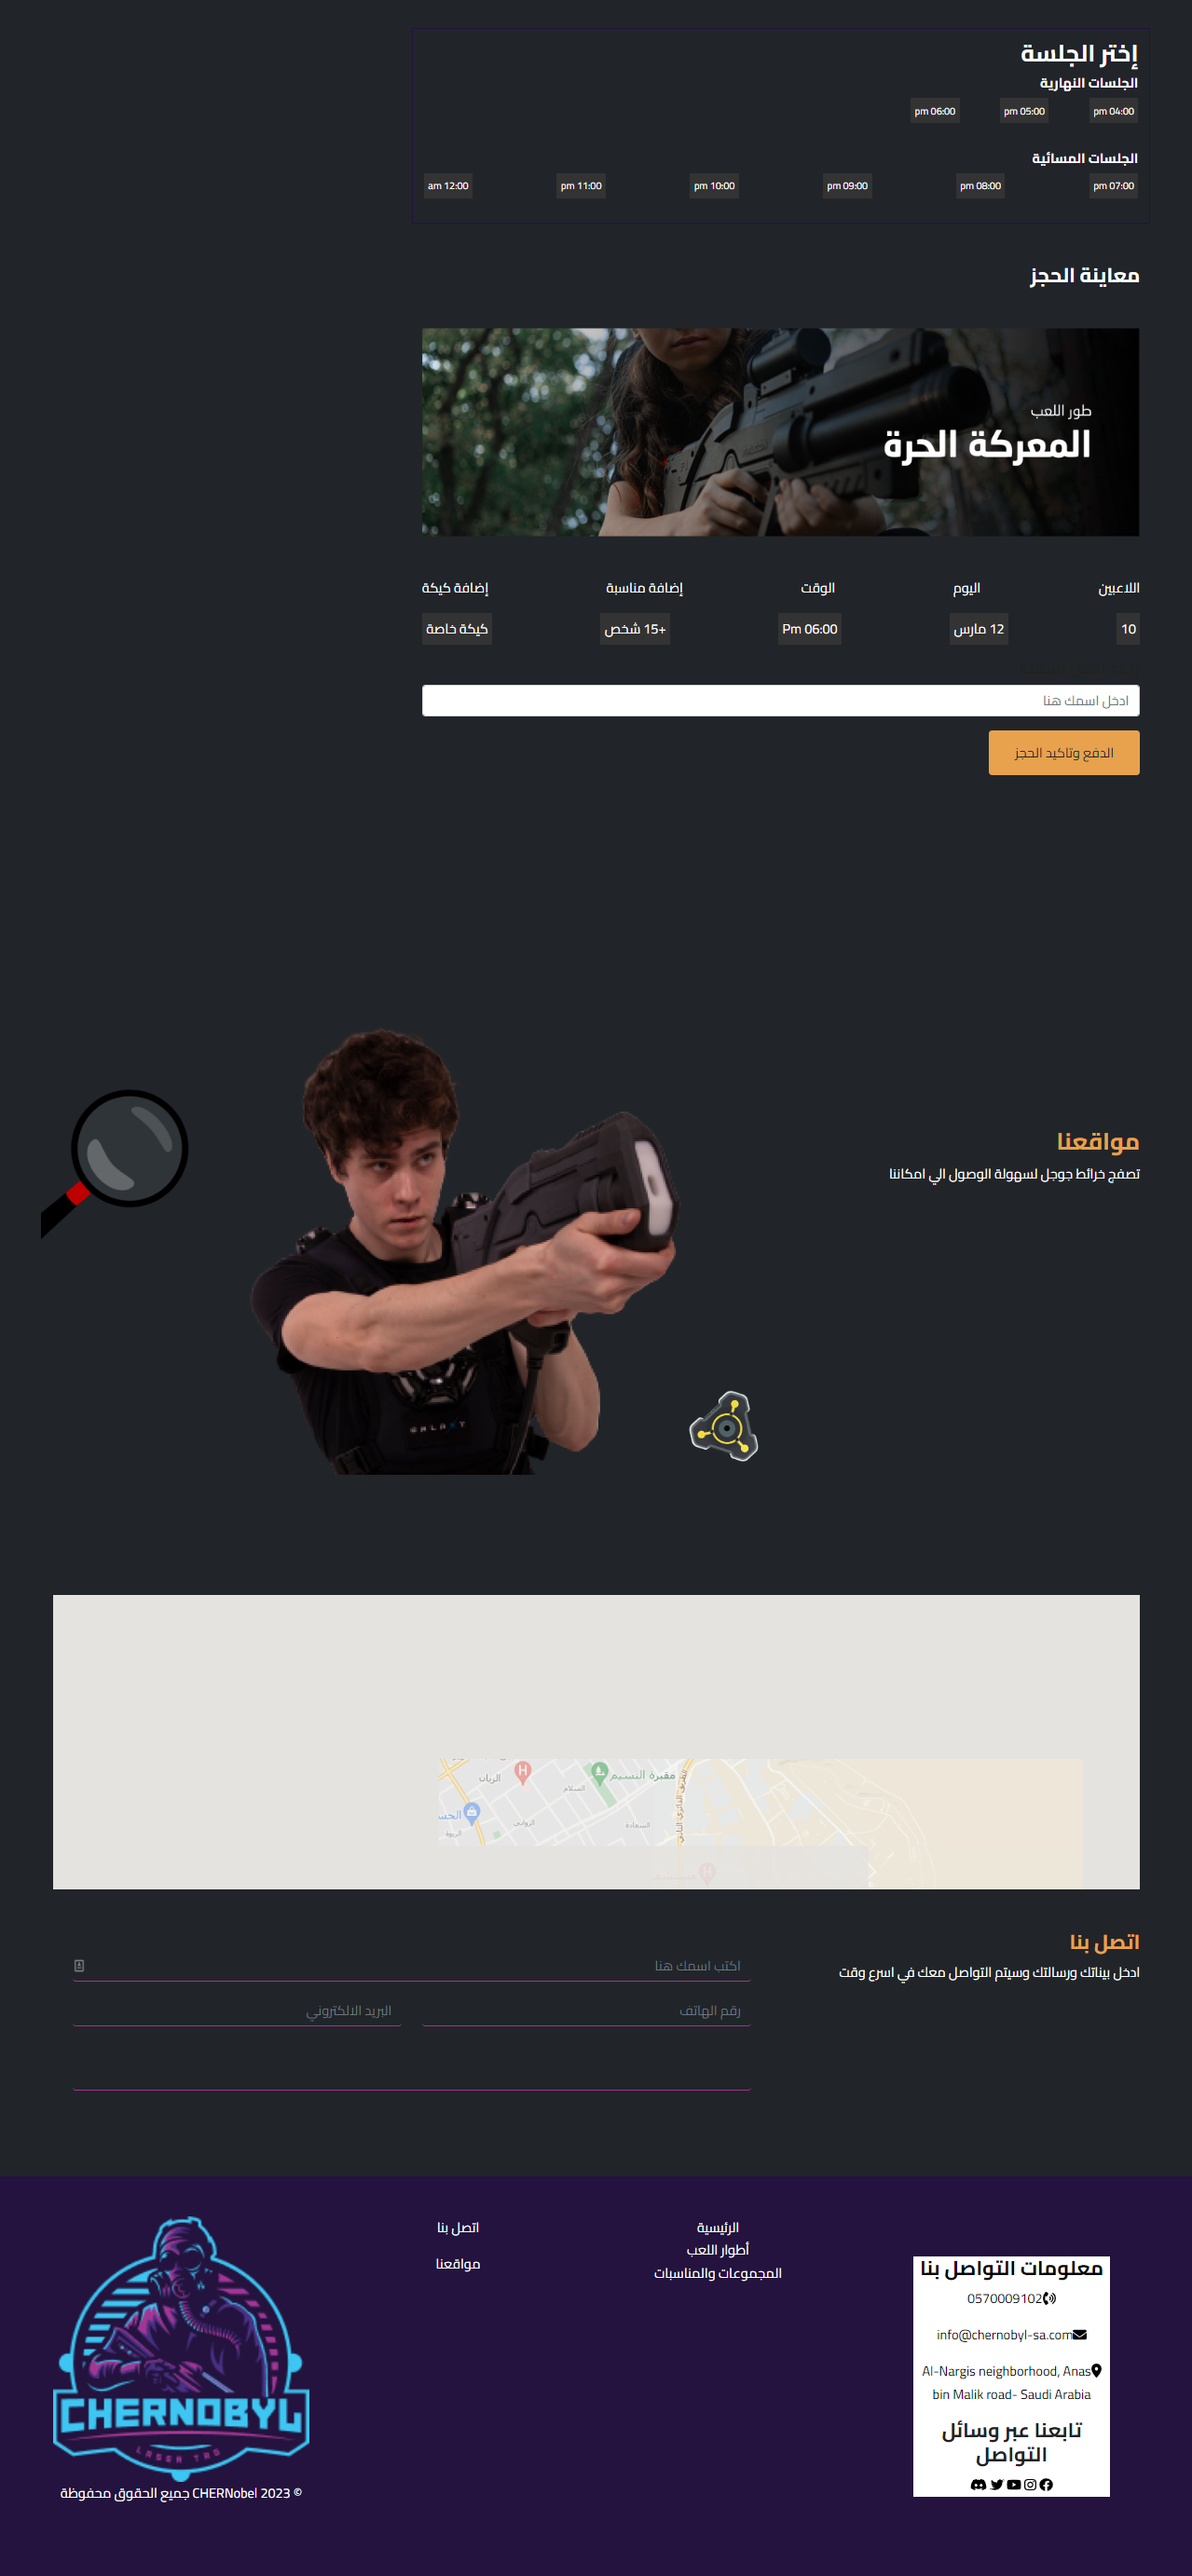 إختر الجلسة
الجلسات النهارية
04:00 pm
05:00 pm
06:00 pm
الجلسات المسائية
07:00 pm
08:00 pm
09:00 pm
10:00 pm
11:00 pm
12:00 am
معاينة الحجز
طور اللعب
المعركة الحرة
اللاعبين
اليوم
الوقت
إضافة مناسبة
إضافة كيكة
10
12 مارس
06:00 Pm
+15 شخص
كيكة خاصة
ادخل اسمك هنا
الدفع وتاكيد الحجز
مواقعنا
تصفح خرائط جوجل لسهولة الوصول الي امكاننا
GALAXY
مقبرة النسيم
الريان
السلام
الروابي
السعادة
الربوة
الطريق الدائري الثاني
اتصل بنا
ادخل بيناتك ورسالتك وسيتم التواصل معك في اسرع وقت
اكتب اسمك هنا
رقم الهاتف
البريد الالكتروني
معلومات التواصل بنا
0570009102
info@chernobyl-sa.com
Al-Nargis neighborhood, Anas
bin Malik road- Saudi Arabia
تابعنا عبر وسائل
التواصل
الرئيسية
أطوار اللعب
المجموعات والمناسبات
اتصل بنا
مواقعنا
CHERNOBYL
LASER TAG
© 2023 CHERNobel جميع الحقوق محفوظة